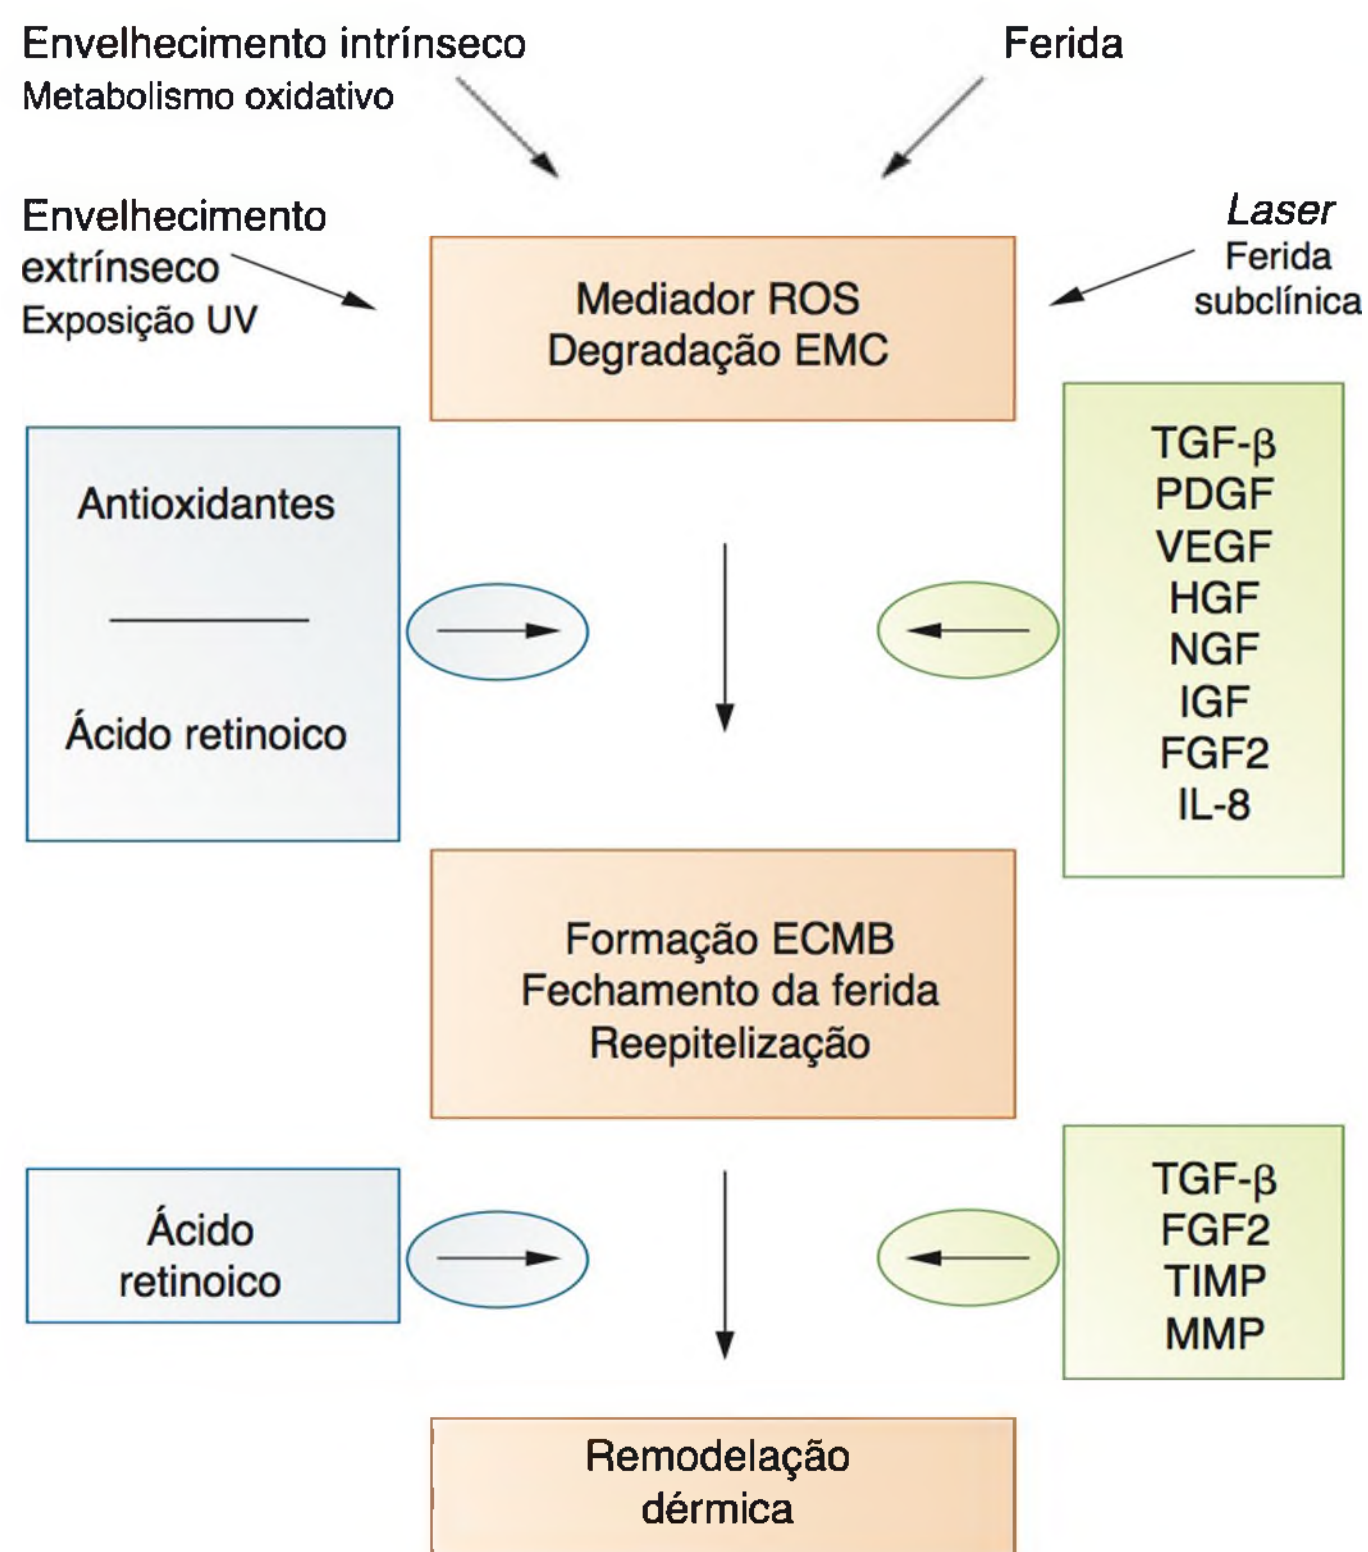 Envelhecimento intrínseco
Metabolismo oxidativo
Ferida
Envelhecimento
extrínseco
Exposição UV
Laser
Ferida
subclínica
Mediador ROS
Degradação EMC
Antioxidantes
Ácido retinoico
TGF-β
PDGF
VEGF
HGF
NGF
IGF
FGF2
IL-8
Formação ECMB
Fechamento da ferida
Reepitelização
Ácido
retinoico
TGF-β
FGF2
TIMP
MMP
Remodelação
dérmica